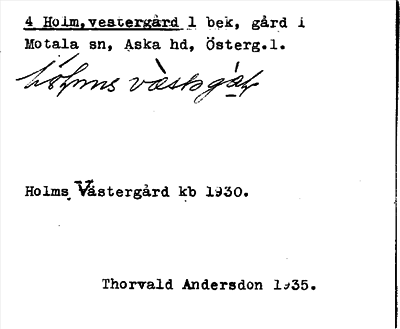 4 Holm,vestergård 1 bek, gård i
Motala sn, Aska hd, Österg.l.
Holms Västergård kb 1930.
Thorvald Andersdon 1935.